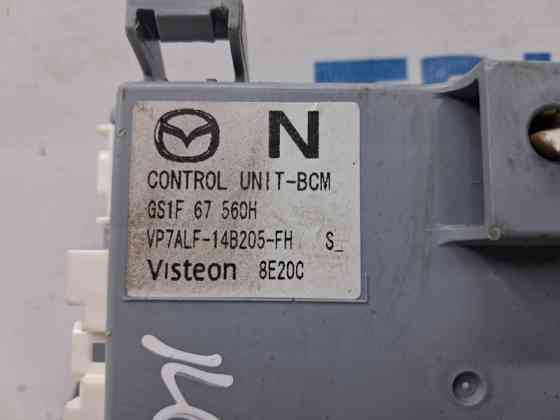 N
CONTROL UNIT-BCM
GS1F 67 560H
VP7ALF-14B205-FH S_
Visteon 8E20C